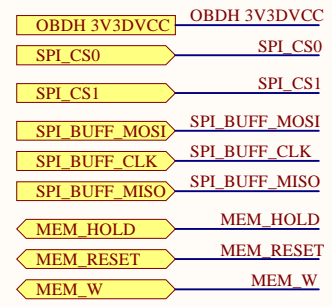 OBDH 3V3DVCC OBDH 3V3DVCC
SPI_CS0 SPI_CS0
SPI_CS1 SPI_CS1
SPI_BUFF_MOSI SPI_BUFF_MOSI
SPI_BUFF_CLK SPI_BUFF_CLK
SPI_BUFF_MISO SPI_BUFF_MISO
MEM_HOLD MEM_HOLD
MEM_RESET MEM_RESET
MEM_W MEM_W